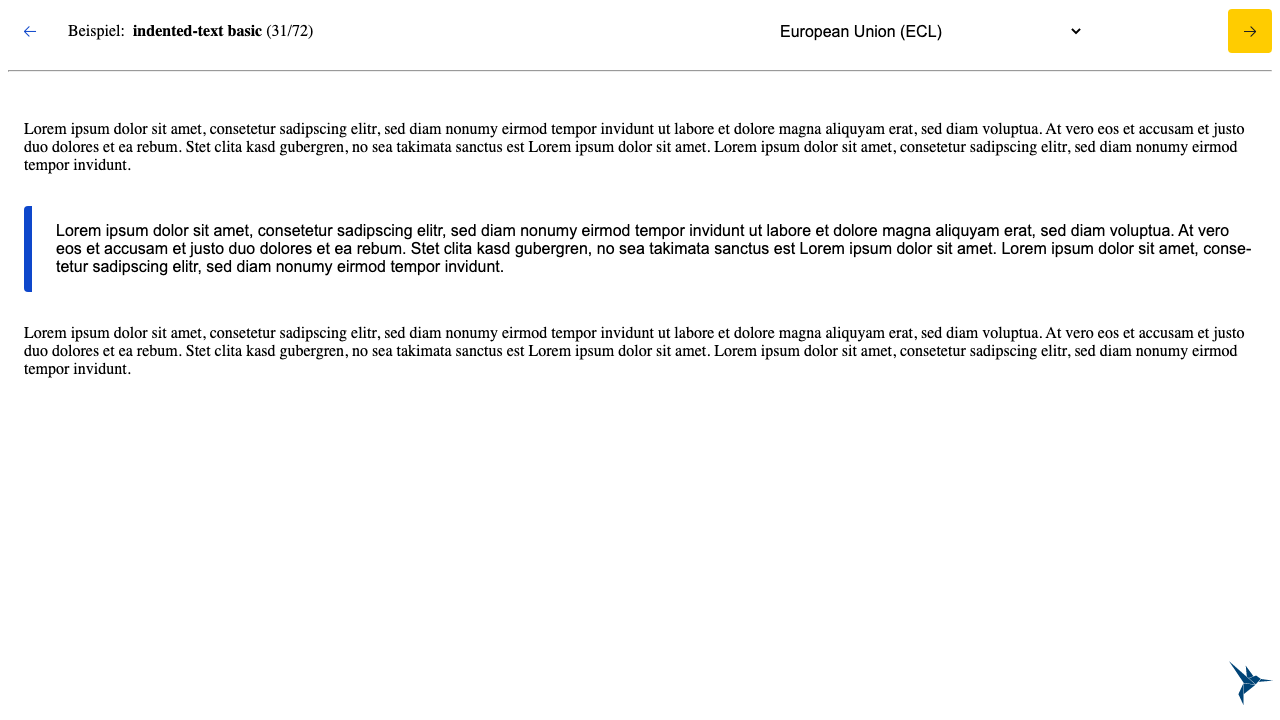 Beispiel: indented-text basic (31/72)
European Union (ECL)
Lorem ipsum dolor sit amet, consetetur sadipscing elitr, sed diam nonumy eirmod tempor invidunt ut labore et dolore magna aliquyam erat, sed diam voluptua. At vero eos et accusam et justo
duo dolores et ea rebum. Stet clita kasd gubergren, no sea takimata sanctus est Lorem ipsum dolor sit amet. Lorem ipsum dolor sit amet, consetetur sadipscing elitr, sed diam nonumy eirmod
tempor invidunt.
Lorem ipsum dolor sit amet, consetetur sadipscing elitr, sed diam nonumy eirmod tempor invidunt ut labore et dolore magna aliquyam erat, sed diam voluptua. At vero
eos et accusam et justo duo dolores et ea rebum. Stet clita kasd gubergren, no sea takimata sanctus est Lorem ipsum dolor sit amet. Lorem ipsum dolor sit amet, conse-
tetur sadipscing elitr, sed diam nonumy eirmod tempor invidunt.
Lorem ipsum dolor sit amet, consetetur sadipscing elitr, sed diam nonumy eirmod tempor invidunt ut labore et dolore magna aliquyam erat, sed diam voluptua. At vero eos et accusam et justo
duo dolores et ea rebum. Stet clita kasd gubergren, no sea takimata sanctus est Lorem ipsum dolor sit amet. Lorem ipsum dolor sit amet, consetetur sadipscing elitr, sed diam nonumy eirmod
tempor invidunt.